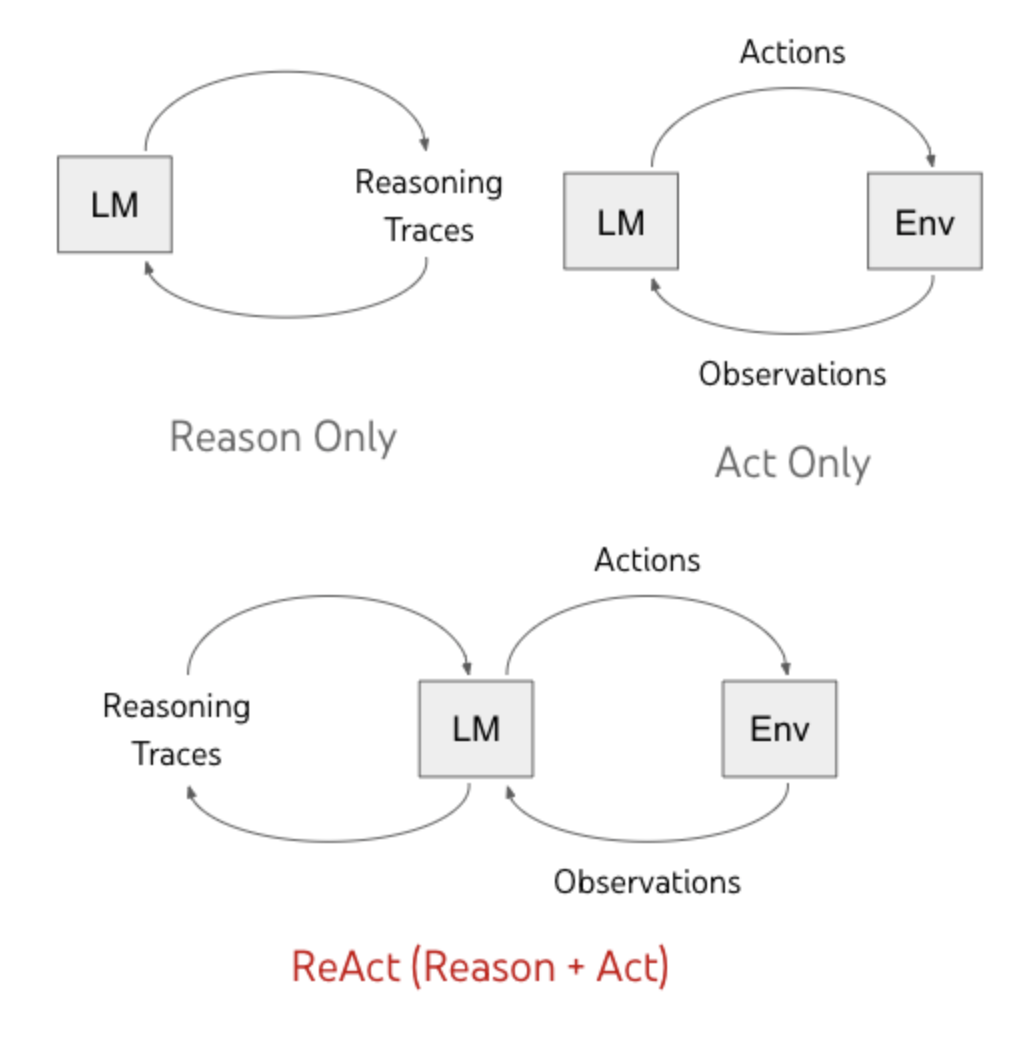 LM
Reasoning
Traces
Reason Only
Actions
LM
Env
Observations
Act Only
Actions
Reasoning
Traces
LM
Env
Observations
ReAct (Reason + Act)